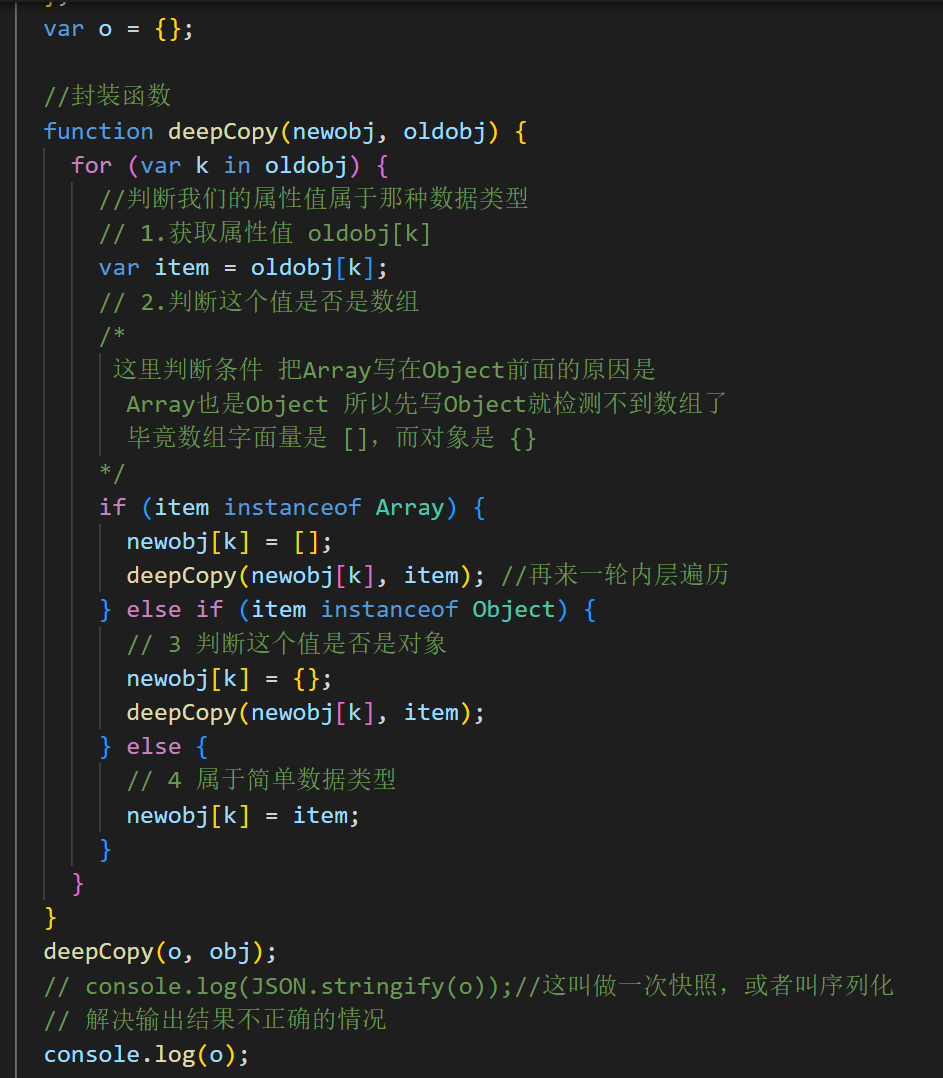 var o = {};
//封装函数
function deepCopy(newobj, oldobj) {
for (var k in oldobj) {
//判断我们的属性值属于那种数据类型
// 1.获取属性值 oldobj[k]
var item = oldobj[k];
// 2.判断这个值是否是数组
/*
这里判断条件 把Array写在Object前面的原因是
Array也是Object 所以先写Object就检测不到数组了
毕竟数组字面量是 [], 而对象是 {}
*/
if (item instanceof Array) {
newobj[k] = [];
deepCopy(newobj[k], item); //再来一轮内层遍历
} else if (item instanceof Object) {
// 3 判断这个值是否是对象
newobj[k] = {};
deepCopy(newobj[k], item);
} else {
// 4 属于简单数据类型
newobj[k] = item;
}
}
}
deepCopy(o, obj);
// console.log(JSON.stringify(o));//这叫做一次快照，或者叫序列化
// 解决输出结果不正确的情况
console.log(o);